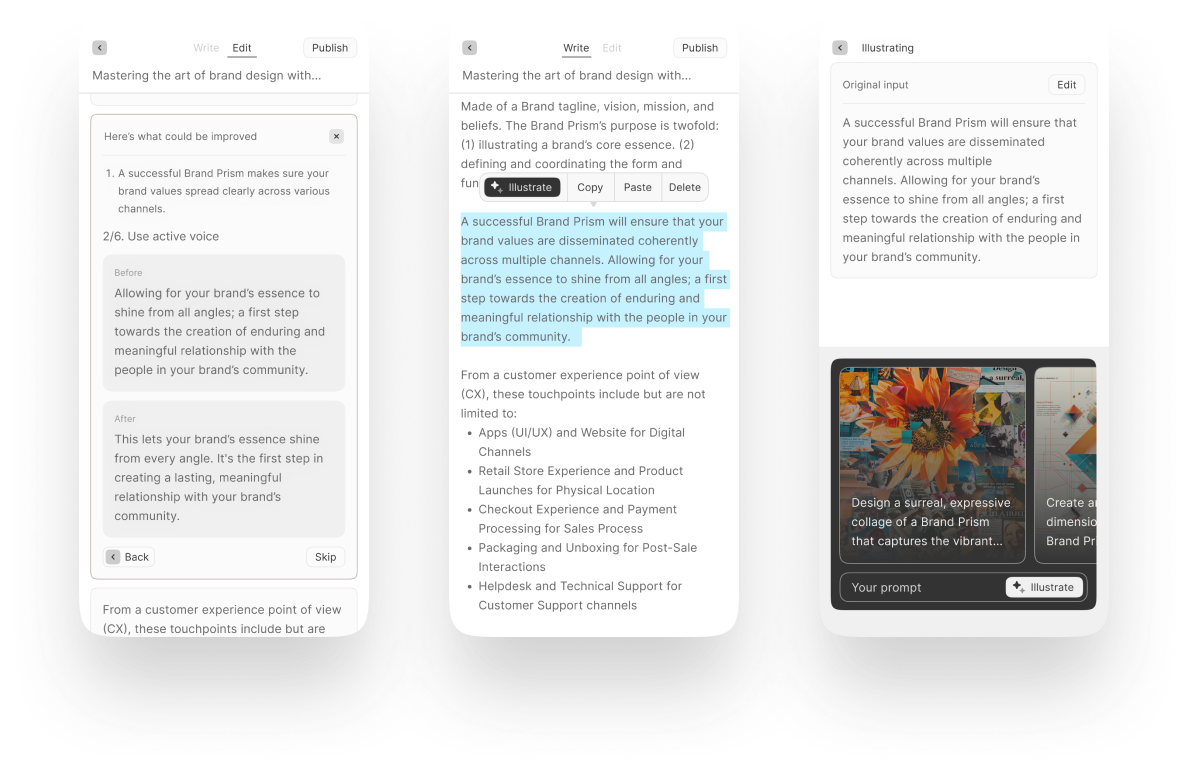 Write Edit Publish
Mastering the art of brand design with...
Here's what could be improved
1. A successful Brand Prism makes sure your
brand values spread clearly across various
channels.
2/6. Use active voice
Before
Allowing for your brand's essence to
shine from all angles; a first step
towards the creation of enduring and
meaningful relationship with the
people in your brand's community.
After
This lets your brand's essence shine
from every angle. It's the first step in
creating a lasting, meaningful
relationship with your brand's
community.
Back Skip
From a customer experience point of view
(CX), these touchpoints include but are
Write Edit Publish
Mastering the art of brand design with...
Made of a Brand tagline, vision, mission, and
beliefs. The Brand Prism's purpose is twofold:
(1) illustrating a brand's core essence. (2)
defining and coordinating the form and
fun
Illustrate Copy Paste Delete
A successful Brand Prism will ensure that your
brand values are disseminated coherently
across multiple channels. Allowing for your
brand's essence to shine from all angles; a first
step towards the creation of enduring and
meaningful relationship with the people in your
brand's community.
From a customer experience point of view
(CX), these touchpoints include but are not
limited to:
• Apps (UI/UX) and Website for Digital
Channels
• Retail Store Experience and Product
Launches for Physical Location
• Checkout Experience and Payment
Processing for Sales Process
• Packaging and Unboxing for Post-Sale
Interactions
• Helpdesk and Technical Support for
Customer Support channels
Illustrating
Original input Edit
A successful Brand Prism will ensure that
your brand values are disseminated
coherently across multiple
channels. Allowing for your brand's
essence to shine from all angles; a first
step towards the creation of enduring and
meaningful relationship with the people in
your brand's community.
Design
a surreal,
Design a surreal, expressive
collage of a Brand Prism
that captures the vibrant...
Create a
dimensio
Brand Pr
Your prompt Illustrate